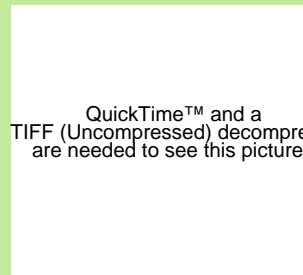 QuickTime™ and a
TIFF (Uncompressed) decompre
are needed to see this picture